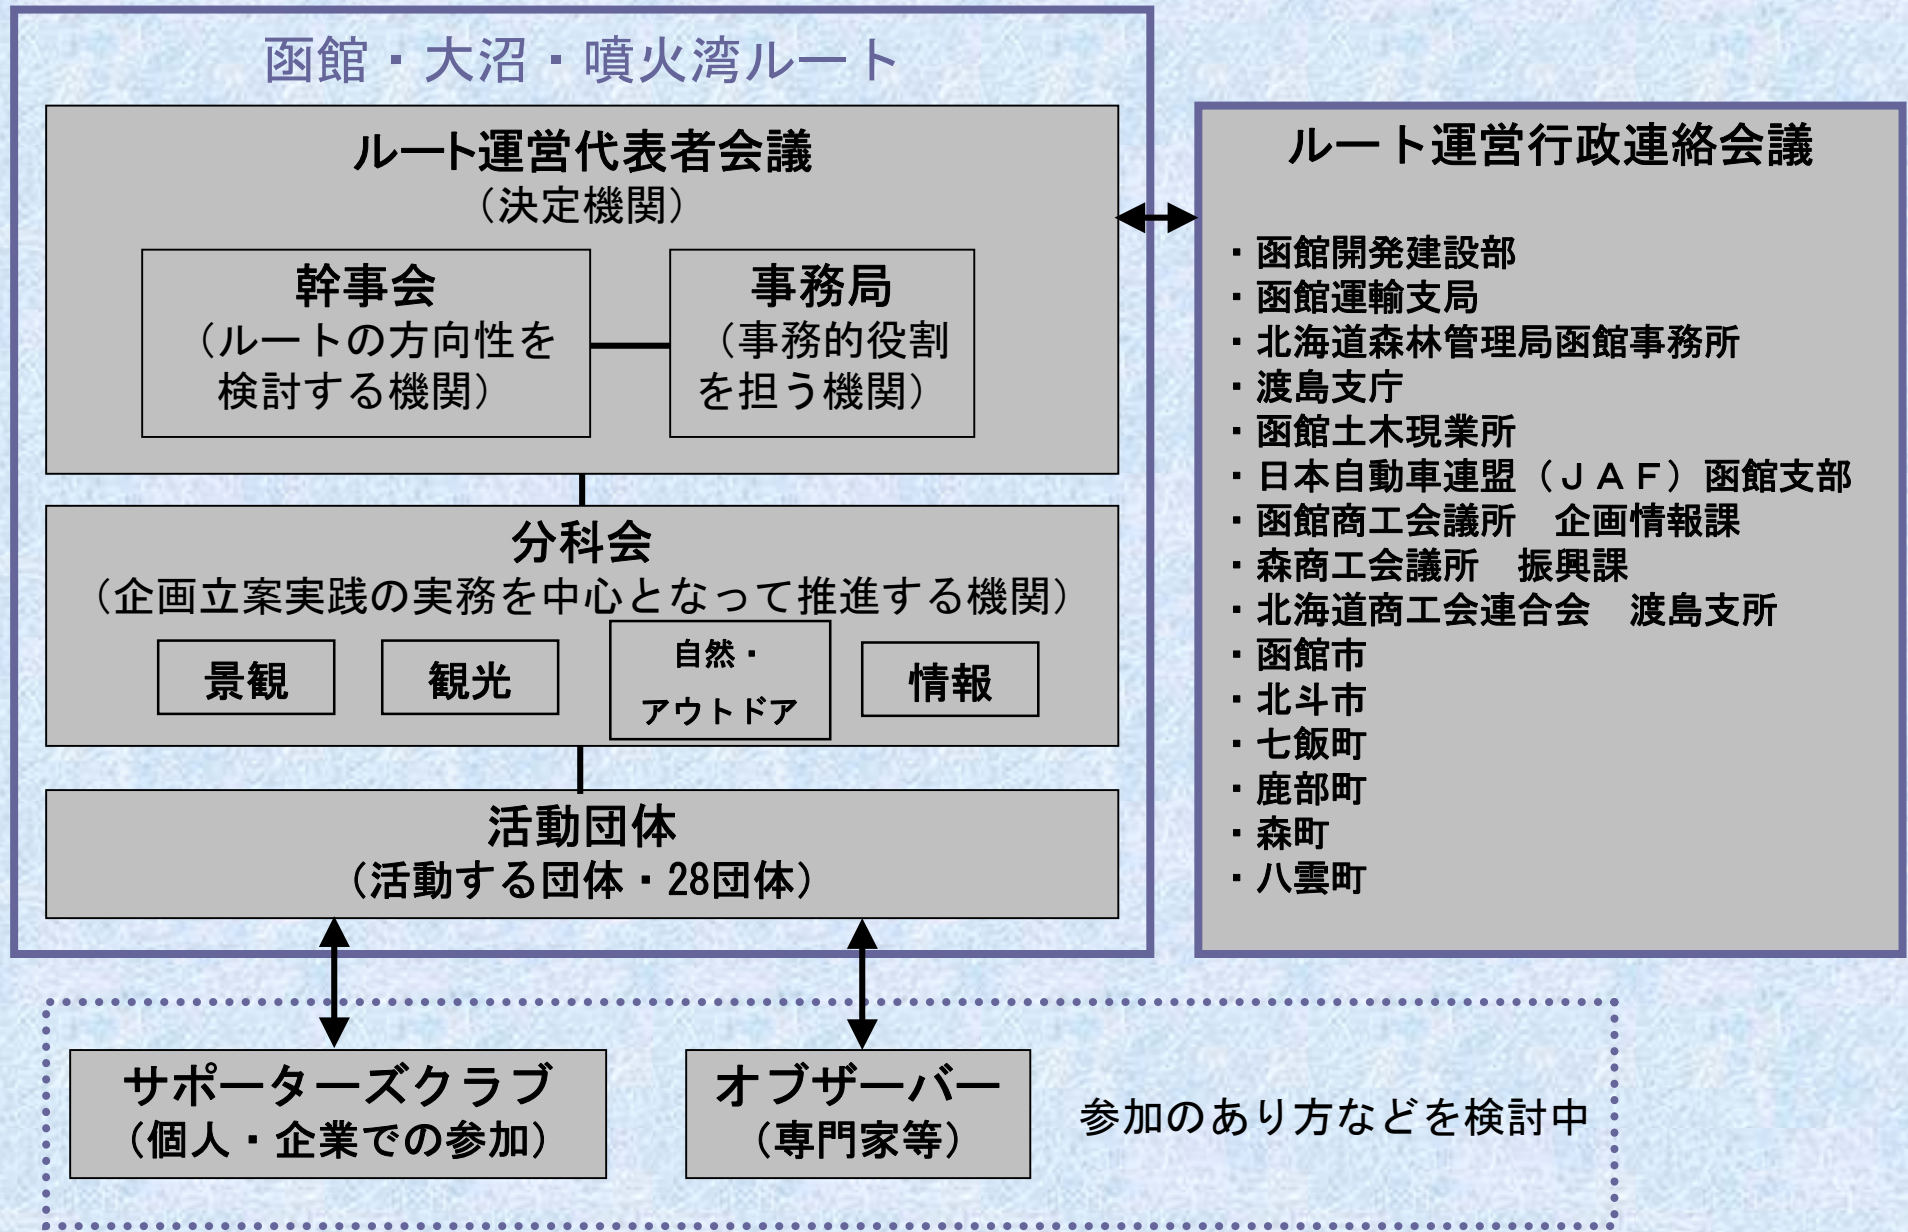 函館・大沼・噴火湾ルート
ルート運営代表者会議
（決定機関）
幹事会
（ルートの方向性を
検討する機関）
事務局
（事務的役割
を担う機関）
分科会
（企画立案実践の実務を中心となって推進する機関）
景観
観光
自然・
アウトドア
情報
活動団体
（活動する団体・28団体）
ルート運営行政連絡会議
・函館開発建設部
・函館運輸支局
・北海道森林管理局函館事務所
・渡島支庁
・函館土木現業所
・日本自動車連盟（ＪＡＦ）函館支部
・函館商工会議所　企画情報課
・森商工会議所　振興課
・北海道商工会連合会　渡島支所
・函館市
・北斗市
・七飯町
・鹿部町
・森町
・八雲町
サポーターズクラブ
（個人・企業での参加）
オブザーバー
（専門家等）
参加のあり方などを検討中